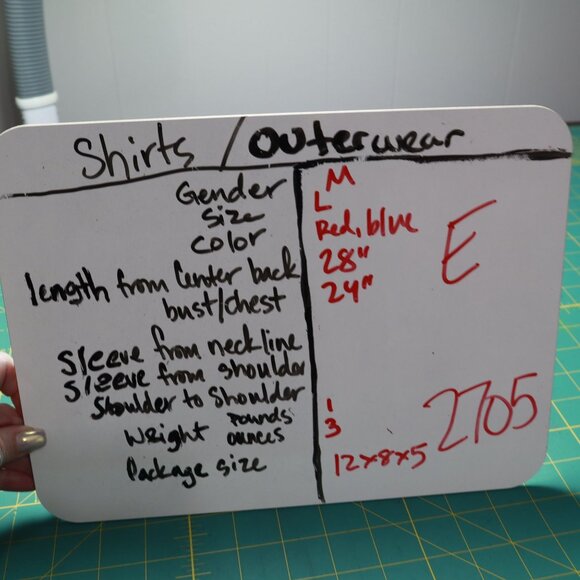 Shirts / Outerwear
Gender M
Size L
Color Red, blue
E
length from Center back 28"
bust/chest 24"
Sleeve from neckline
Sleeve from shoulder
Shoulder to Shoulder
Weight pounds 1
ounces 3
2705
Package size 12x8x5